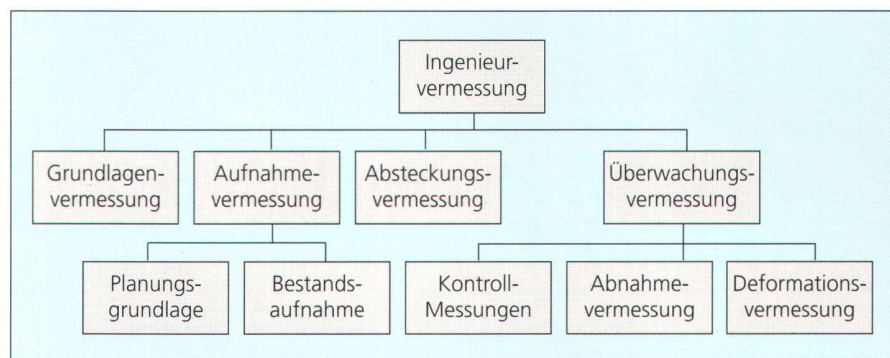 Ingenieur-
vermessung
Grundlagen-
vermessung
Aufnahme-
vermessung
Absteckungs-
vermessung
Überwachungs-
vermessung
Planungs-
grundlage
Bestands-
aufnahme
Kontroll-
Messungen
Abnahme-
vermessung
Deformations-
vermessung